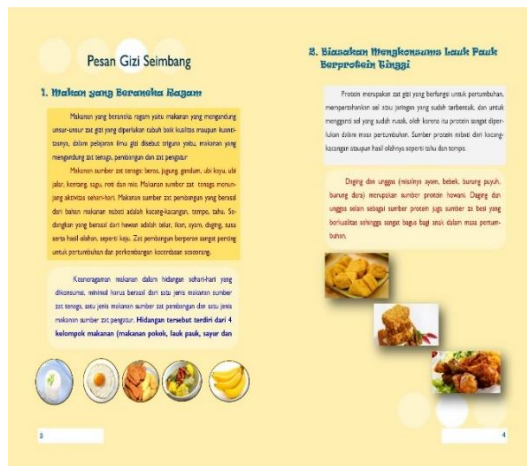 Pesan Gizi Seimbang
1. Makan yang Beraneka Ragam
Makanan yang beraneka ragam yaitu makanan yang mengandung
unsur-unsur zat gizi yang diperlukan tubuh baik kualitas maupun kuanti-
tasnya, dalam pelajaran ilmu gizi disebut triguna yaitu, makanan yang
mengandung zat tenaga, pembangun dan zat pengatur
Makanan sumber zat tenaga: beras, jagung, gandum, ubi kayu, ubi
jalar, kentang, sagu, roti dan mie. Makanan sumber zat tenaga menun-
jang aktivitas sehari-hari. Makanan sumber zat pembangun yang berasal
dari bahan makanan nabati adalah kacang-kacangan, tempe, tahu. Se-
dangkan yang berasal dari hewan adalah telur, ikan, ayam, daging, susu
serta hasil olahan, seperti keju. Zat pembangun berperan sangat penting
untuk pertumbuhan dan perkembangan kecerdasan seseorang.
Keaneragaman makanan dalam hidangan sehari-hari yang
dikonsumsi, minimal harus berasal dari satu jenis makanan sumber
zat tenaga, satu jenis makanan sumber zat pembangun dan satu jenis
makanan sumber zat pengatur. Hidangan tersebut terdiri dari 4
kelompok makanan (makanan pokok, lauk pauk, sayur dan
3
2. Biasakan Mengkonsums Lauk Pauk
Berprotein Tinggi
Protein merupakan zat gizi yang berfungsi untuk pertumbuhan,
mempertahankan sel atau jaringan yang sudah terbentuk, dan untuk
mengganti sel yang sudah rusak, oleh karena itu protein sangat diper-
lukan dalam masa pertumbuhan. Sumber protein nabati dari kacang-
kacangan ataupun hasil olahnya seperti tahu dan tempe.
Daging dan unggas (misalnya ayam, bebek, burung puyuh,
burung dara) merupakan sumber protein hewani. Daging dan
unggas selain sebagai sumber protein juga sumber zat besi yang
berkualitas sehingga sangat bagus bagi anak dalam masa pertum-
buhan.
4